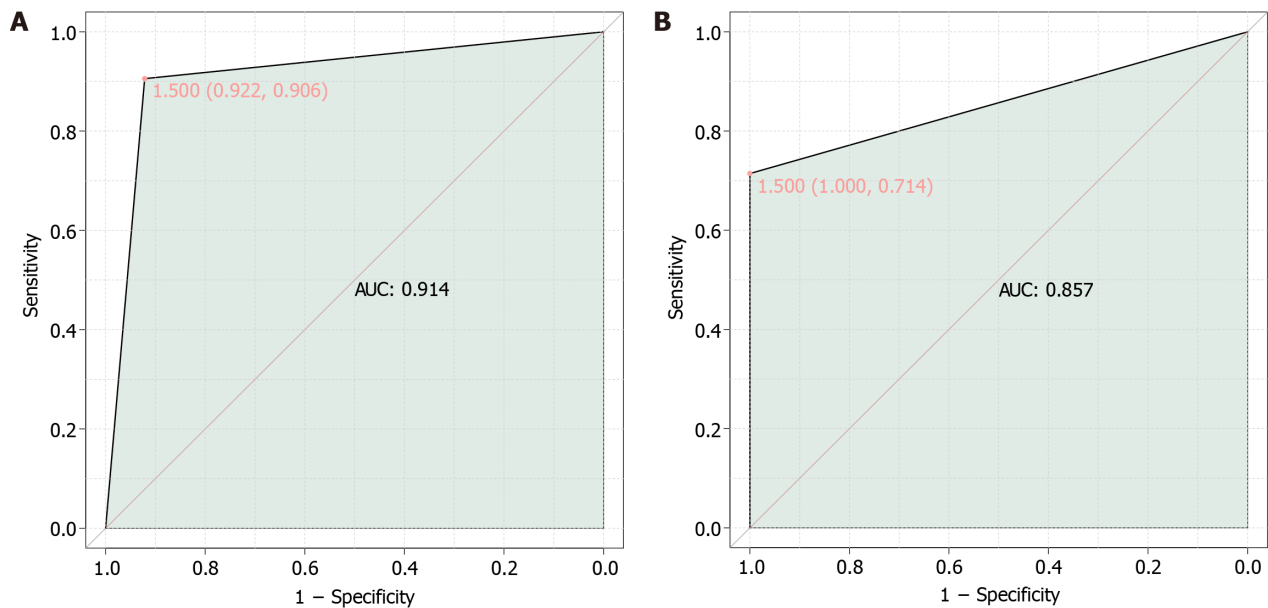 A
1.0
0.8
0.6
0.4
0.2
0.0
Sensitivity
1.500 (0.922, 0.906)
AUC: 0.914
1.0 0.8 0.6 0.4 0.2 0.0
1 − Specificity
B
1.0
0.8
0.6
0.4
0.2
0.0
Sensitivity
1.500 (1.000, 0.714)
AUC: 0.857
1.0 0.8 0.6 0.4 0.2 0.0
1 − Specificity